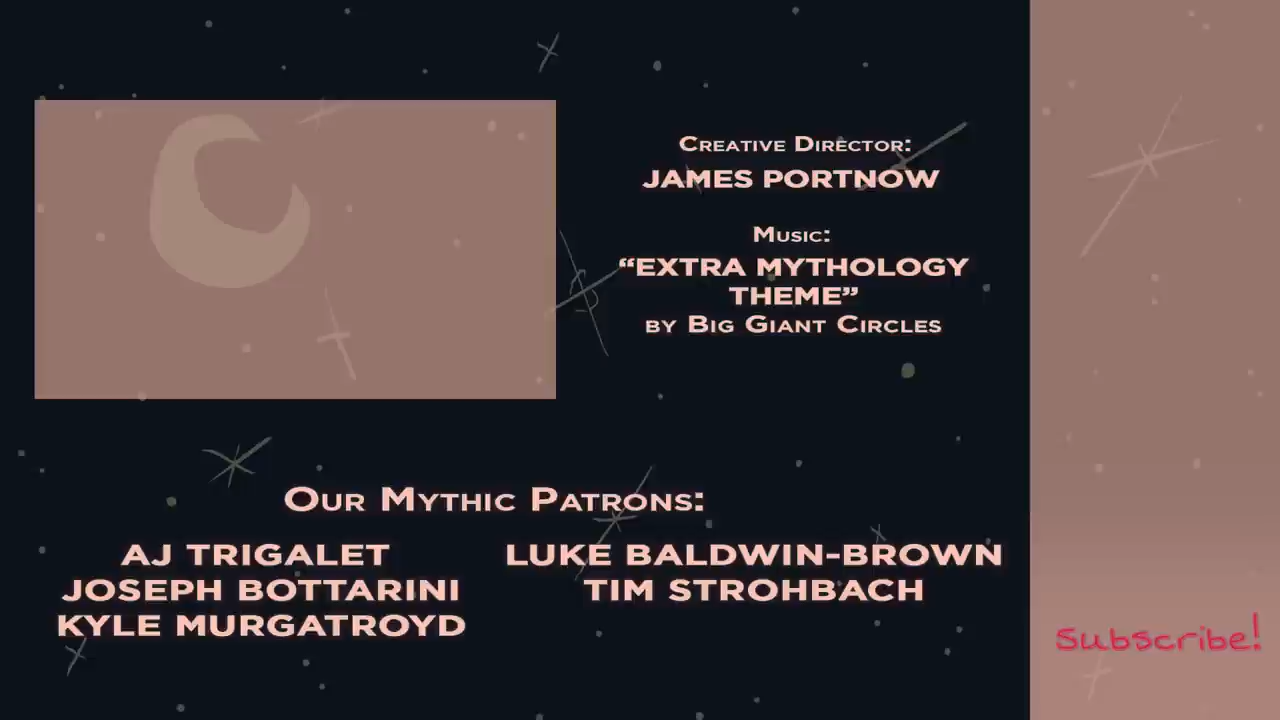 Creative Director:
JAMES PORTNOW
Music:
“EXTRA MYTHOLOGY
THEME”
by Big Giant Circles
Our Mythic Patrons:
AJ TRIGALET
JOSEPH BOTTARINI
KYLE MURGATROYD
LUKE BALDWIN-BROWN
TIM STROHBACH
Subscribe!